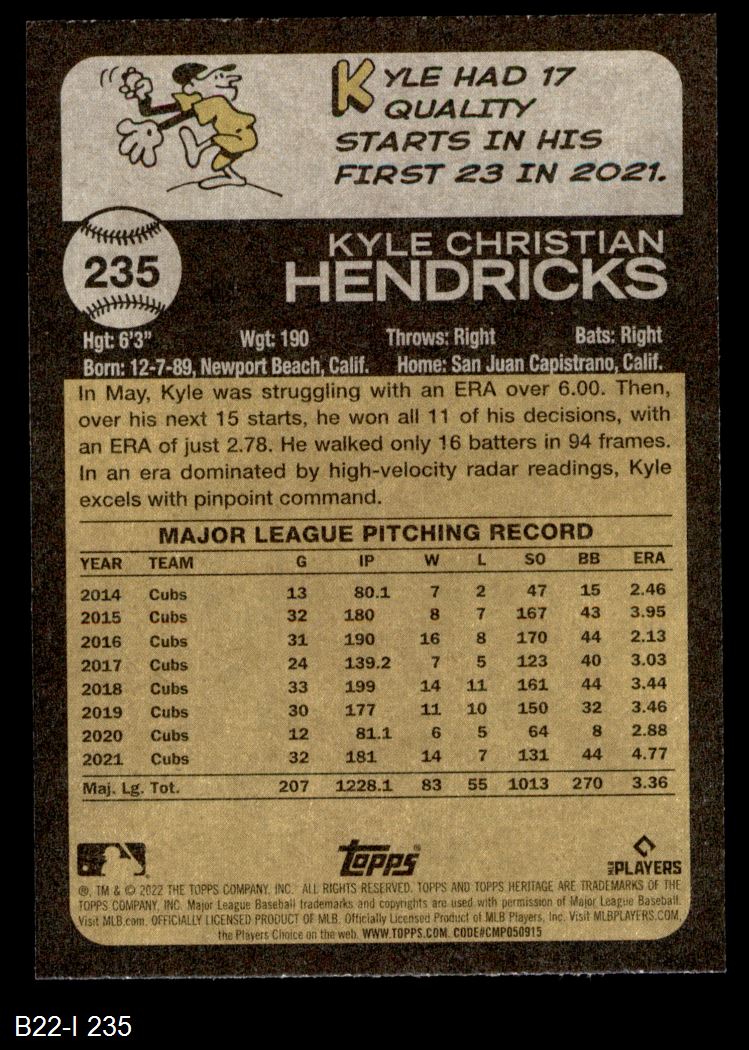 KYLE HAD 17
QUALITY
STARTS IN HIS
FIRST 23 IN 2021.
235
KYLE CHRISTIAN
HENDRICKS
Hgt: 6'3" Wgt: 190 Throws: Right Bats: Right
Born: 12-7-89, Newport Beach, Calif. Home: San Juan Capistrano, Calif.
In May, Kyle was struggling with an ERA over 6.00. Then,
over his next 15 starts, he won all 11 of his decisions, with
an ERA of just 2.78. He walked only 16 batters in 94 frames.
In an era dominated by high-velocity radar readings, Kyle
excels with pinpoint command.
MAJOR LEAGUE PITCHING RECORD
YEAR TEAM G IP W L SO BB ERA
2014 Cubs 13 80.1 7 2 47 15 2.46
2015 Cubs 32 180 8 7 167 43 3.95
2016 Cubs 31 190 16 8 170 44 2.13
2017 Cubs 24 139.2 7 5 123 40 3.03
2018 Cubs 33 199 14 11 161 44 3.44
2019 Cubs 30 177 11 10 150 32 3.46
2020 Cubs 12 81.1 6 5 64 8 2.88
2021 Cubs 32 181 14 7 131 44 4.77
Maj. Lg. Tot. 207 1228.1 83 55 1013 270 3.36
topps
MLB PLAYERS
®, TM & © 2022 THE TOPPS COMPANY, INC. ALL RIGHTS RESERVED. TOPPS AND TOPPS HERITAGE ARE TRADEMARKS OF THE
TOPPS COMPANY, INC. Major League Baseball trademarks and copyrights are used with permission of Major League Baseball.
Visit MLB.com. OFFICIALLY LICENSED PRODUCT OF MLB. Officially Licensed Product of MLB Players, Inc. Visit MLBPLAYERS.COM,
the Players Choice on the web. WWW.TOPPS.COM. CODE#CMP050915
B22-I 235